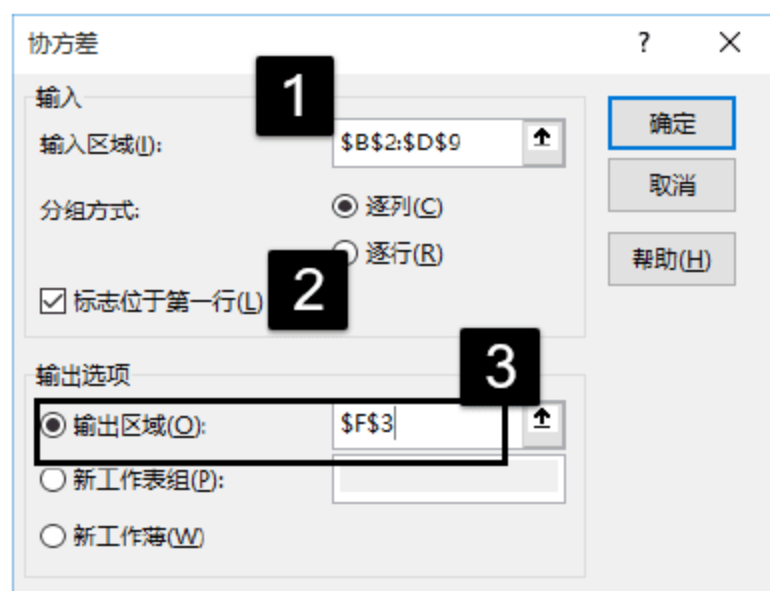 协方差 ? ×
输入
1
输入区域(I): $B$2:$D$9
确定
取消
分组方式: 逐列(C)
逐行(R)
帮助(H)
标志位于第一行(L)
2
输出选项
3
输出区域(O): $F$3
新工作表组(P):
新工作薄(W)